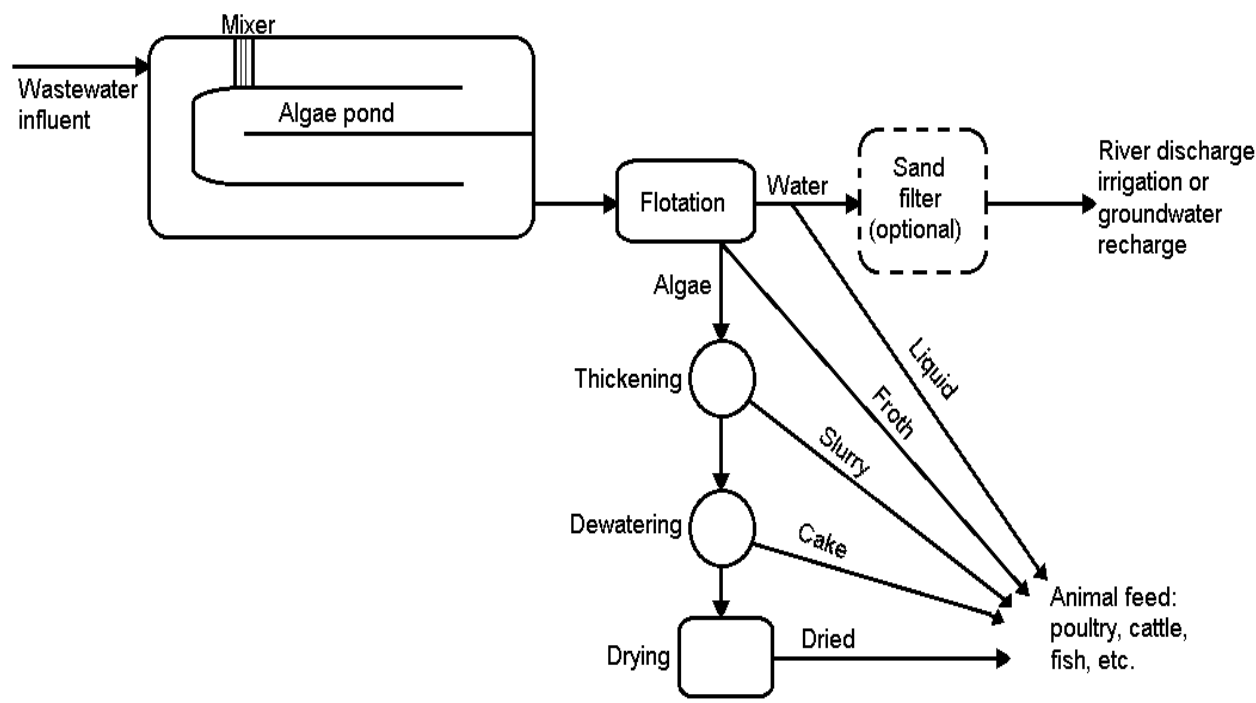 Mixer
Wastewater
influent
Algae pond
Flotation
Water
Sand
filter
(optional)
River discharge
irrigation or
groundwater
recharge
Algae
Thickening
Liquid
Froth
Slurry
Dewatering
Cake
Animal feed:
poultry, cattle,
fish, etc.
Drying
Dried